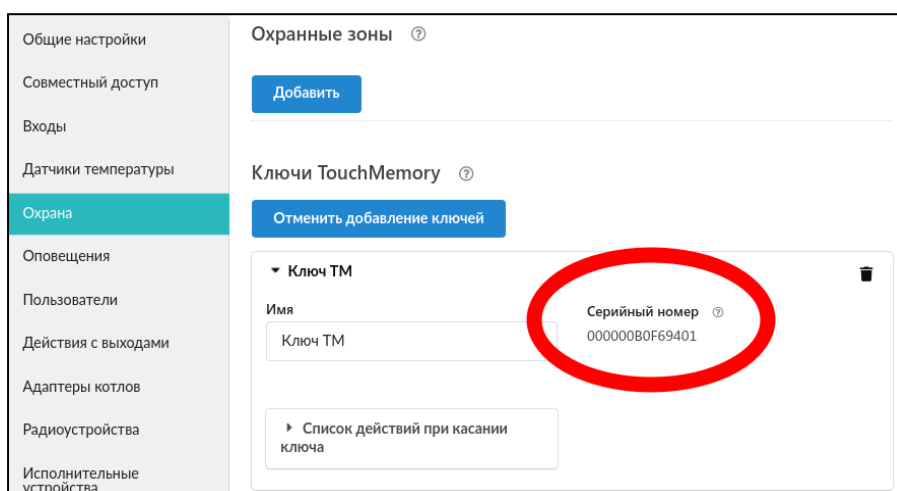 Общие настройки
Совместный доступ
Входы
Датчики температуры
Охрана
Оповещения
Пользователи
Действия с выходами
Адаптеры котлов
Радиоустройства
Исполнительные
устройства
Охранные зоны ?
Добавить
Ключи TouchMemory ?
Отменить добавление ключей
Ключ ТМ
Имя
Ключ ТМ
Серийный номер ?
000000B0F69401
Список действий при касании
ключа